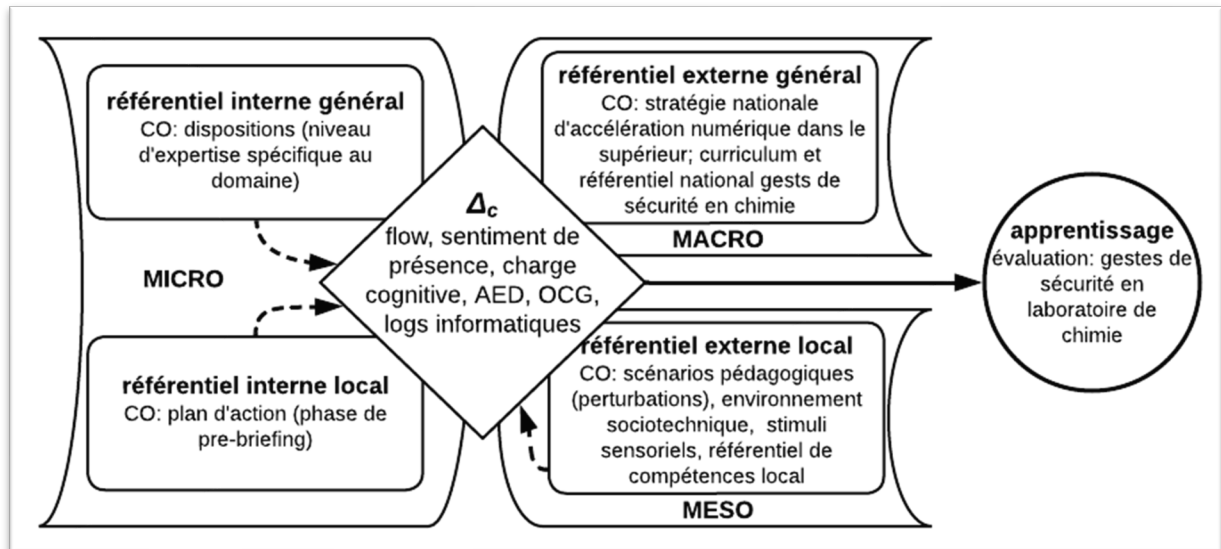 référentiel interne général
CO: dispositions (niveau
d'expertise spécifique au
domaine)
MICRO
référentiel interne local
CO: plan d'action (phase de
pre-briefing)
Δc
flow, sentiment de
présence, charge
cognitive, AED, OCG,
logs informatiques
référentiel externe général
CO: stratégie nationale
d'accélération numérique dans le
supérieur; curriculum et
référentiel national gests de
sécurité en chimie
MACRO
référentiel externe local
CO: scénarios pédagogiques
(perturbations), environnement
sociotechnique, stimuli
sensoriels, référentiel de
compétences local
MESO
apprentissage
évaluation: gestes de
sécurité en
laboratoire de
chimie